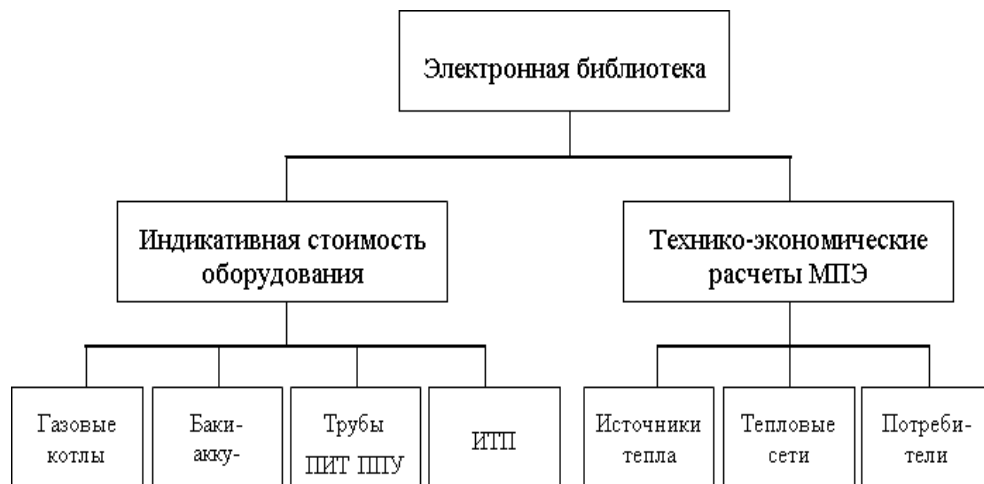 Электронная библиотека
Индикативная стоимость
оборудования
Технико-экономические
расчеты МПЭ
Газовые
котлы
Баки-
акку-
Трубы
ПИТ ППУ
ИТП
Источники
тепла
Тепловые
сети
Потреби-
тели